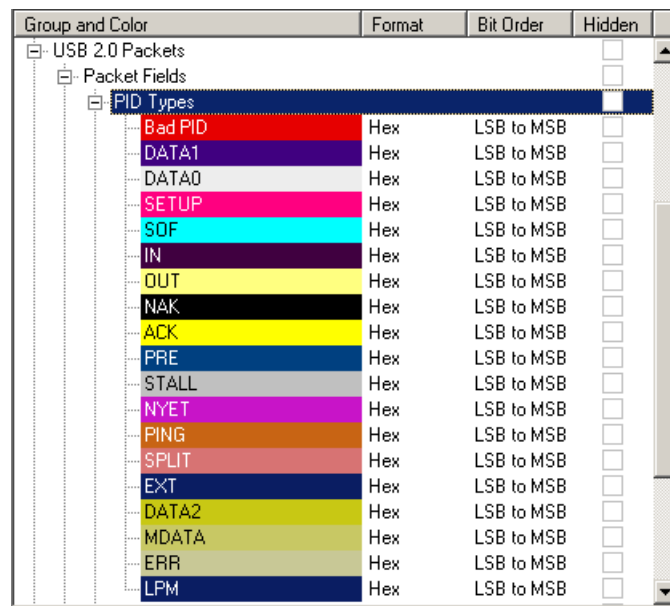 Group and Color Format Bit Order Hidden
USB 2.0 Packets
Packet Fields
PID Types
Bad PID Hex LSB to MSB
DATA1 Hex LSB to MSB
DATA0 Hex LSB to MSB
SETUP Hex LSB to MSB
SOF Hex LSB to MSB
IN Hex LSB to MSB
OUT Hex LSB to MSB
NAK Hex LSB to MSB
ACK Hex LSB to MSB
PRE Hex LSB to MSB
STALL Hex LSB to MSB
NYET Hex LSB to MSB
PING Hex LSB to MSB
SPLIT Hex LSB to MSB
EXT Hex LSB to MSB
DATA2 Hex LSB to MSB
MDATA Hex LSB to MSB
ERR Hex LSB to MSB
LPM Hex LSB to MSB